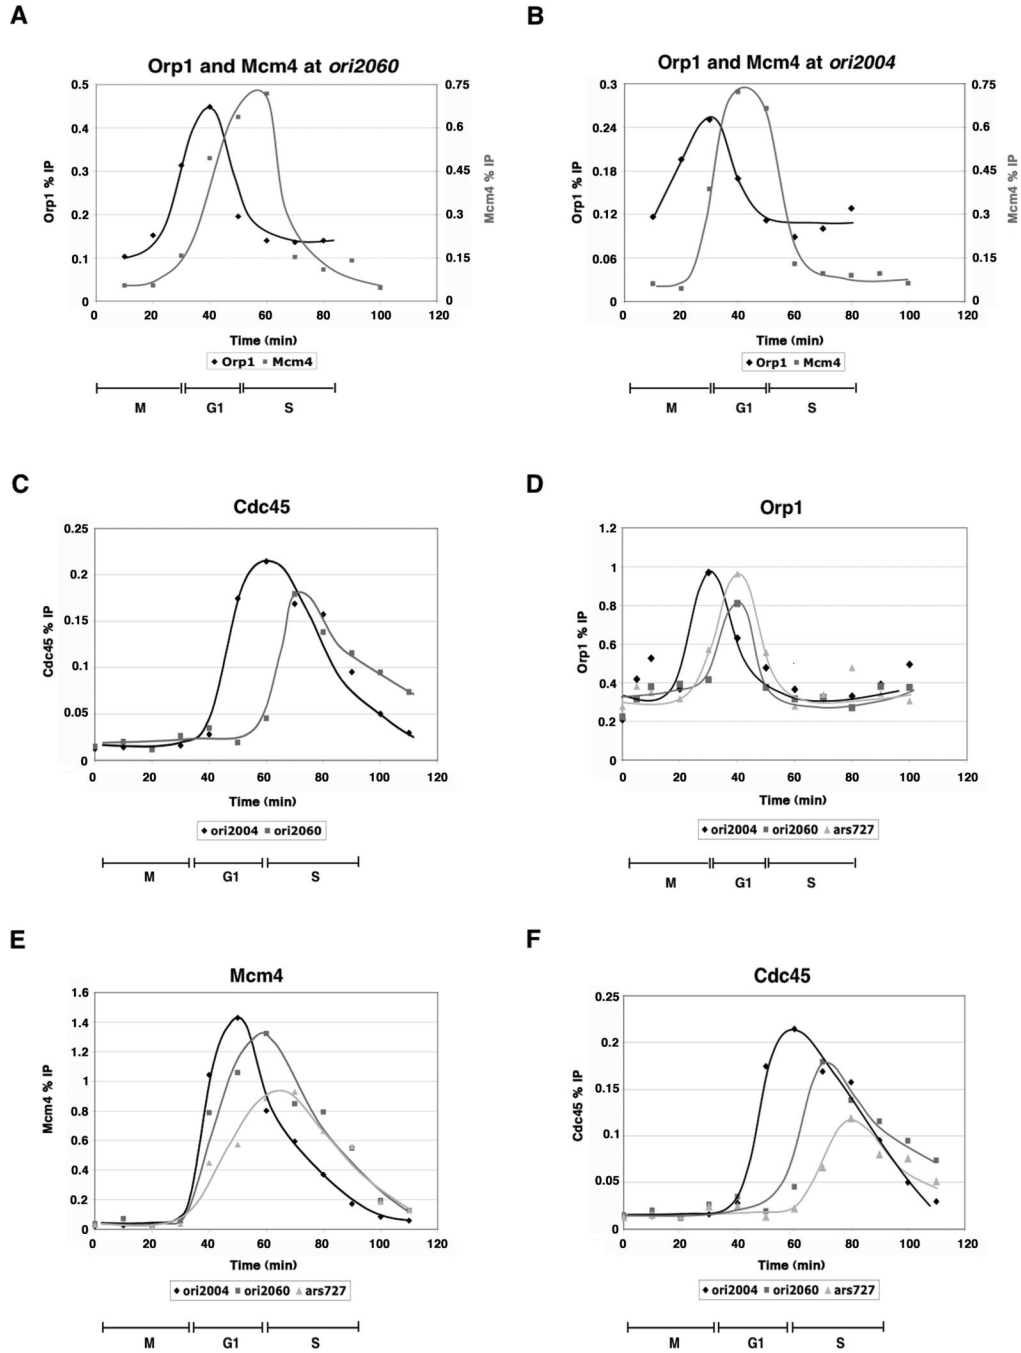 A
Orp1 and Mcm4 at ori2060
Orp1 % IP
0.5
0.4
0.3
0.2
0.1
0
Mcm4 % IP
0.75
0.6
0.45
0.3
0.15
0
0 20 40 60 80 100 120
Time (min)
Orp1 Mcm4
M G1 S
B
Orp1 and Mcm4 at ori2004
Orp1 % IP
0.3
0.24
0.18
0.12
0.06
0
Mcm4 % IP
0.75
0.6
0.45
0.3
0.15
0
0 20 40 60 80 100 120
Time (min)
Orp1 Mcm4
M G1 S
C
Cdc45
Cdc45 % IP
0.25
0.2
0.15
0.1
0.05
0
0 20 40 60 80 100 120
Time (min)
ori2004 ori2060
M G1 S
D
Orp1
Orp1 % IP
1.2
1
0.8
0.6
0.4
0.2
0
0 20 40 60 80 100 120
Time (min)
ori2004 ori2060 ars727
M G1 S
E
Mcm4
Mcm4 % IP
1.6
1.4
1.2
1
0.8
0.6
0.4
0.2
0
0 20 40 60 80 100 120
Time (min)
ori2004 ori2060 ars727
M G1 S
F
Cdc45
Cdc45 % IP
0.25
0.2
0.15
0.1
0.05
0
0 20 40 60 80 100 120
Time (min)
ori2004 ori2060 ars727
M G1 S